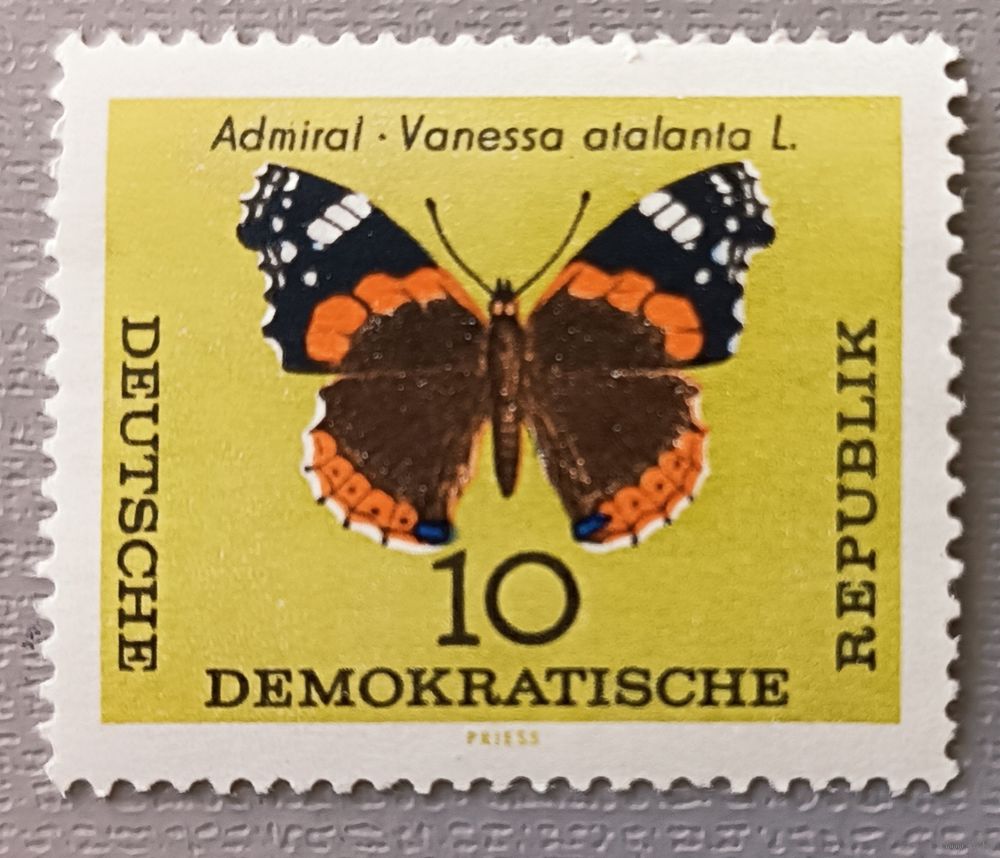 Admiral · Vanessa atalanta L.
DEUTSCHE
10
DEMOKRATISCHE
REPUBLIK
PRIESS